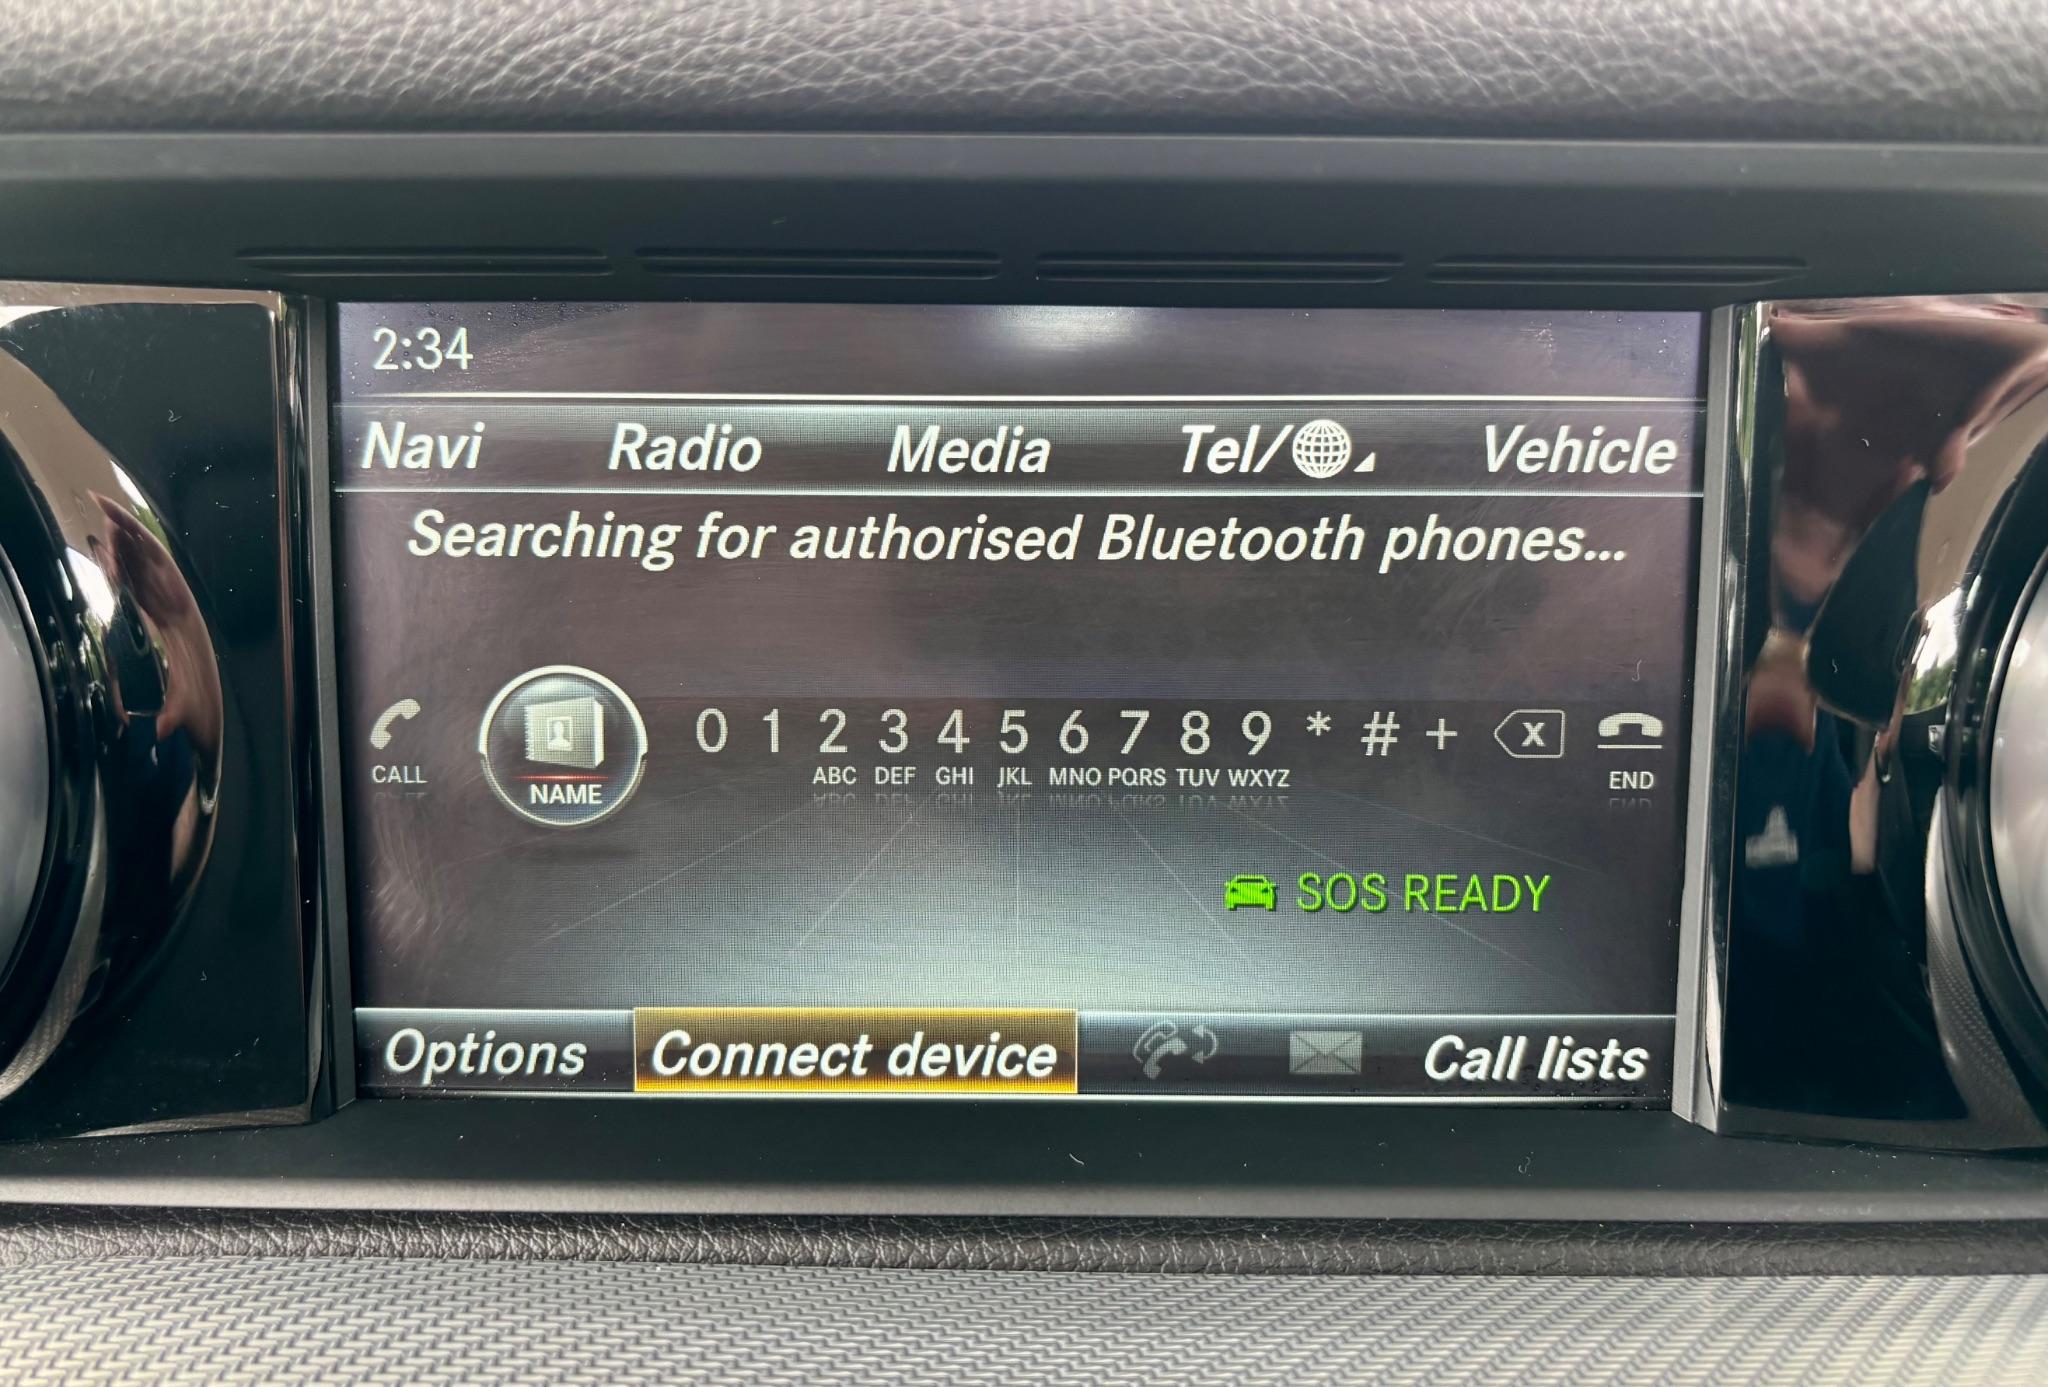 2:34
Navi Radio Media Tel/ Vehicle
Searching for authorised Bluetooth phones...
0 1 2 3 4 5 6 7 8 9 * # + X
CALL NAME ABC DEF GHI JKL MNO PQRS TUV WXYZ END
SOS READY
Options Connect device Call lists